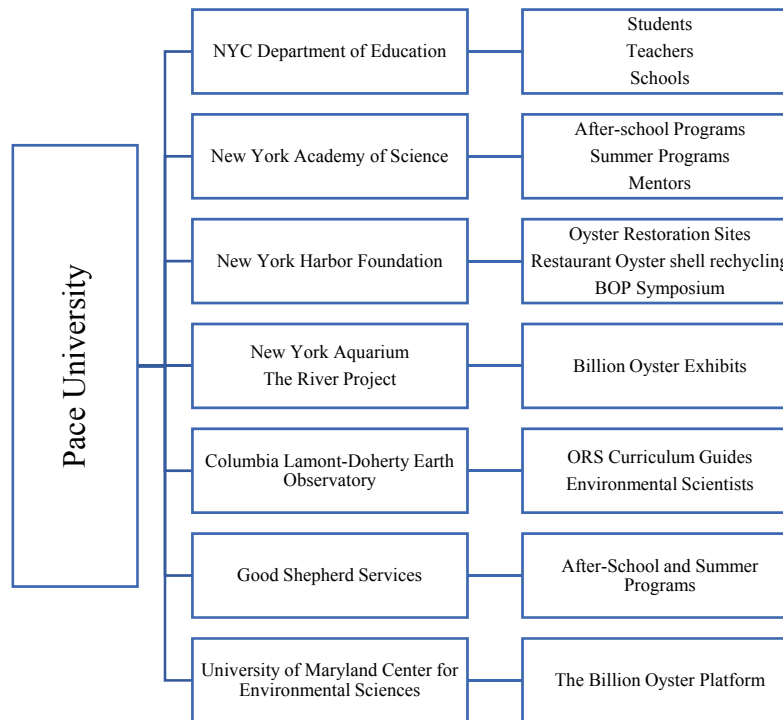 Pace University
NYC Department of Education
Students
Teachers
Schools
New York Academy of Science
After-school Programs
Summer Programs
Mentors
New York Harbor Foundation
Oyster Restoration Sites
Restaurant Oyster shell rechycling
BOP Symposium
New York Aquarium
The River Project
Billion Oyster Exhibits
Columbia Lamont-Doherty Earth
Observatory
ORS Curriculum Guides
Environmental Scientists
Good Shepherd Services
After-School and Summer
Programs
University of Maryland Center for
Environmental Sciences
The Billion Oyster Platform